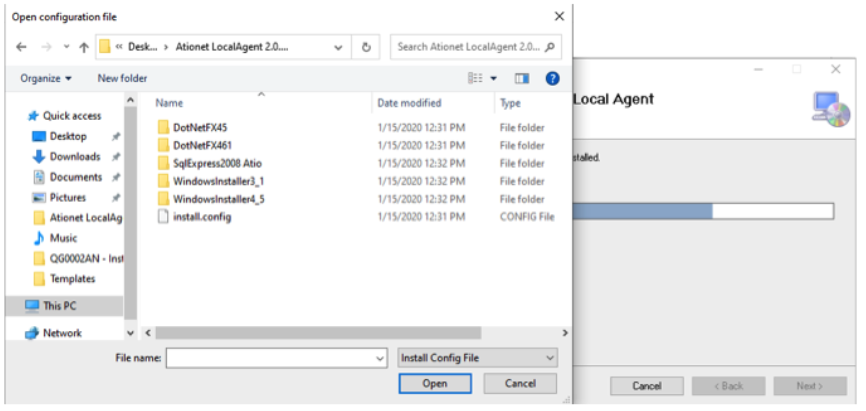 Open configuration file
« Desk... › Ationet LocalAgent 2.0....
Search Ationet LocalAgent 2.0...
Organize
New folder
Quick access
Desktop
Downloads
Documents
Pictures
Ationet LocalAg
Music
QG0002AN - Inst
Templates
This PC
Network
Name Date modified Type
DotNetFX45 1/15/2020 12:31 PM File folder
DotNetFX461 1/15/2020 12:31 PM File folder
SqlExpress2008 Atio 1/15/2020 12:32 PM File folder
WindowsInstaller3_1 1/15/2020 12:32 PM File folder
WindowsInstaller4_5 1/15/2020 12:32 PM File folder
install.config 1/15/2020 12:31 PM CONFIG File
File name:
Install Config File
Open Cancel
Local Agent
stalled.
Cancel < Back Next >